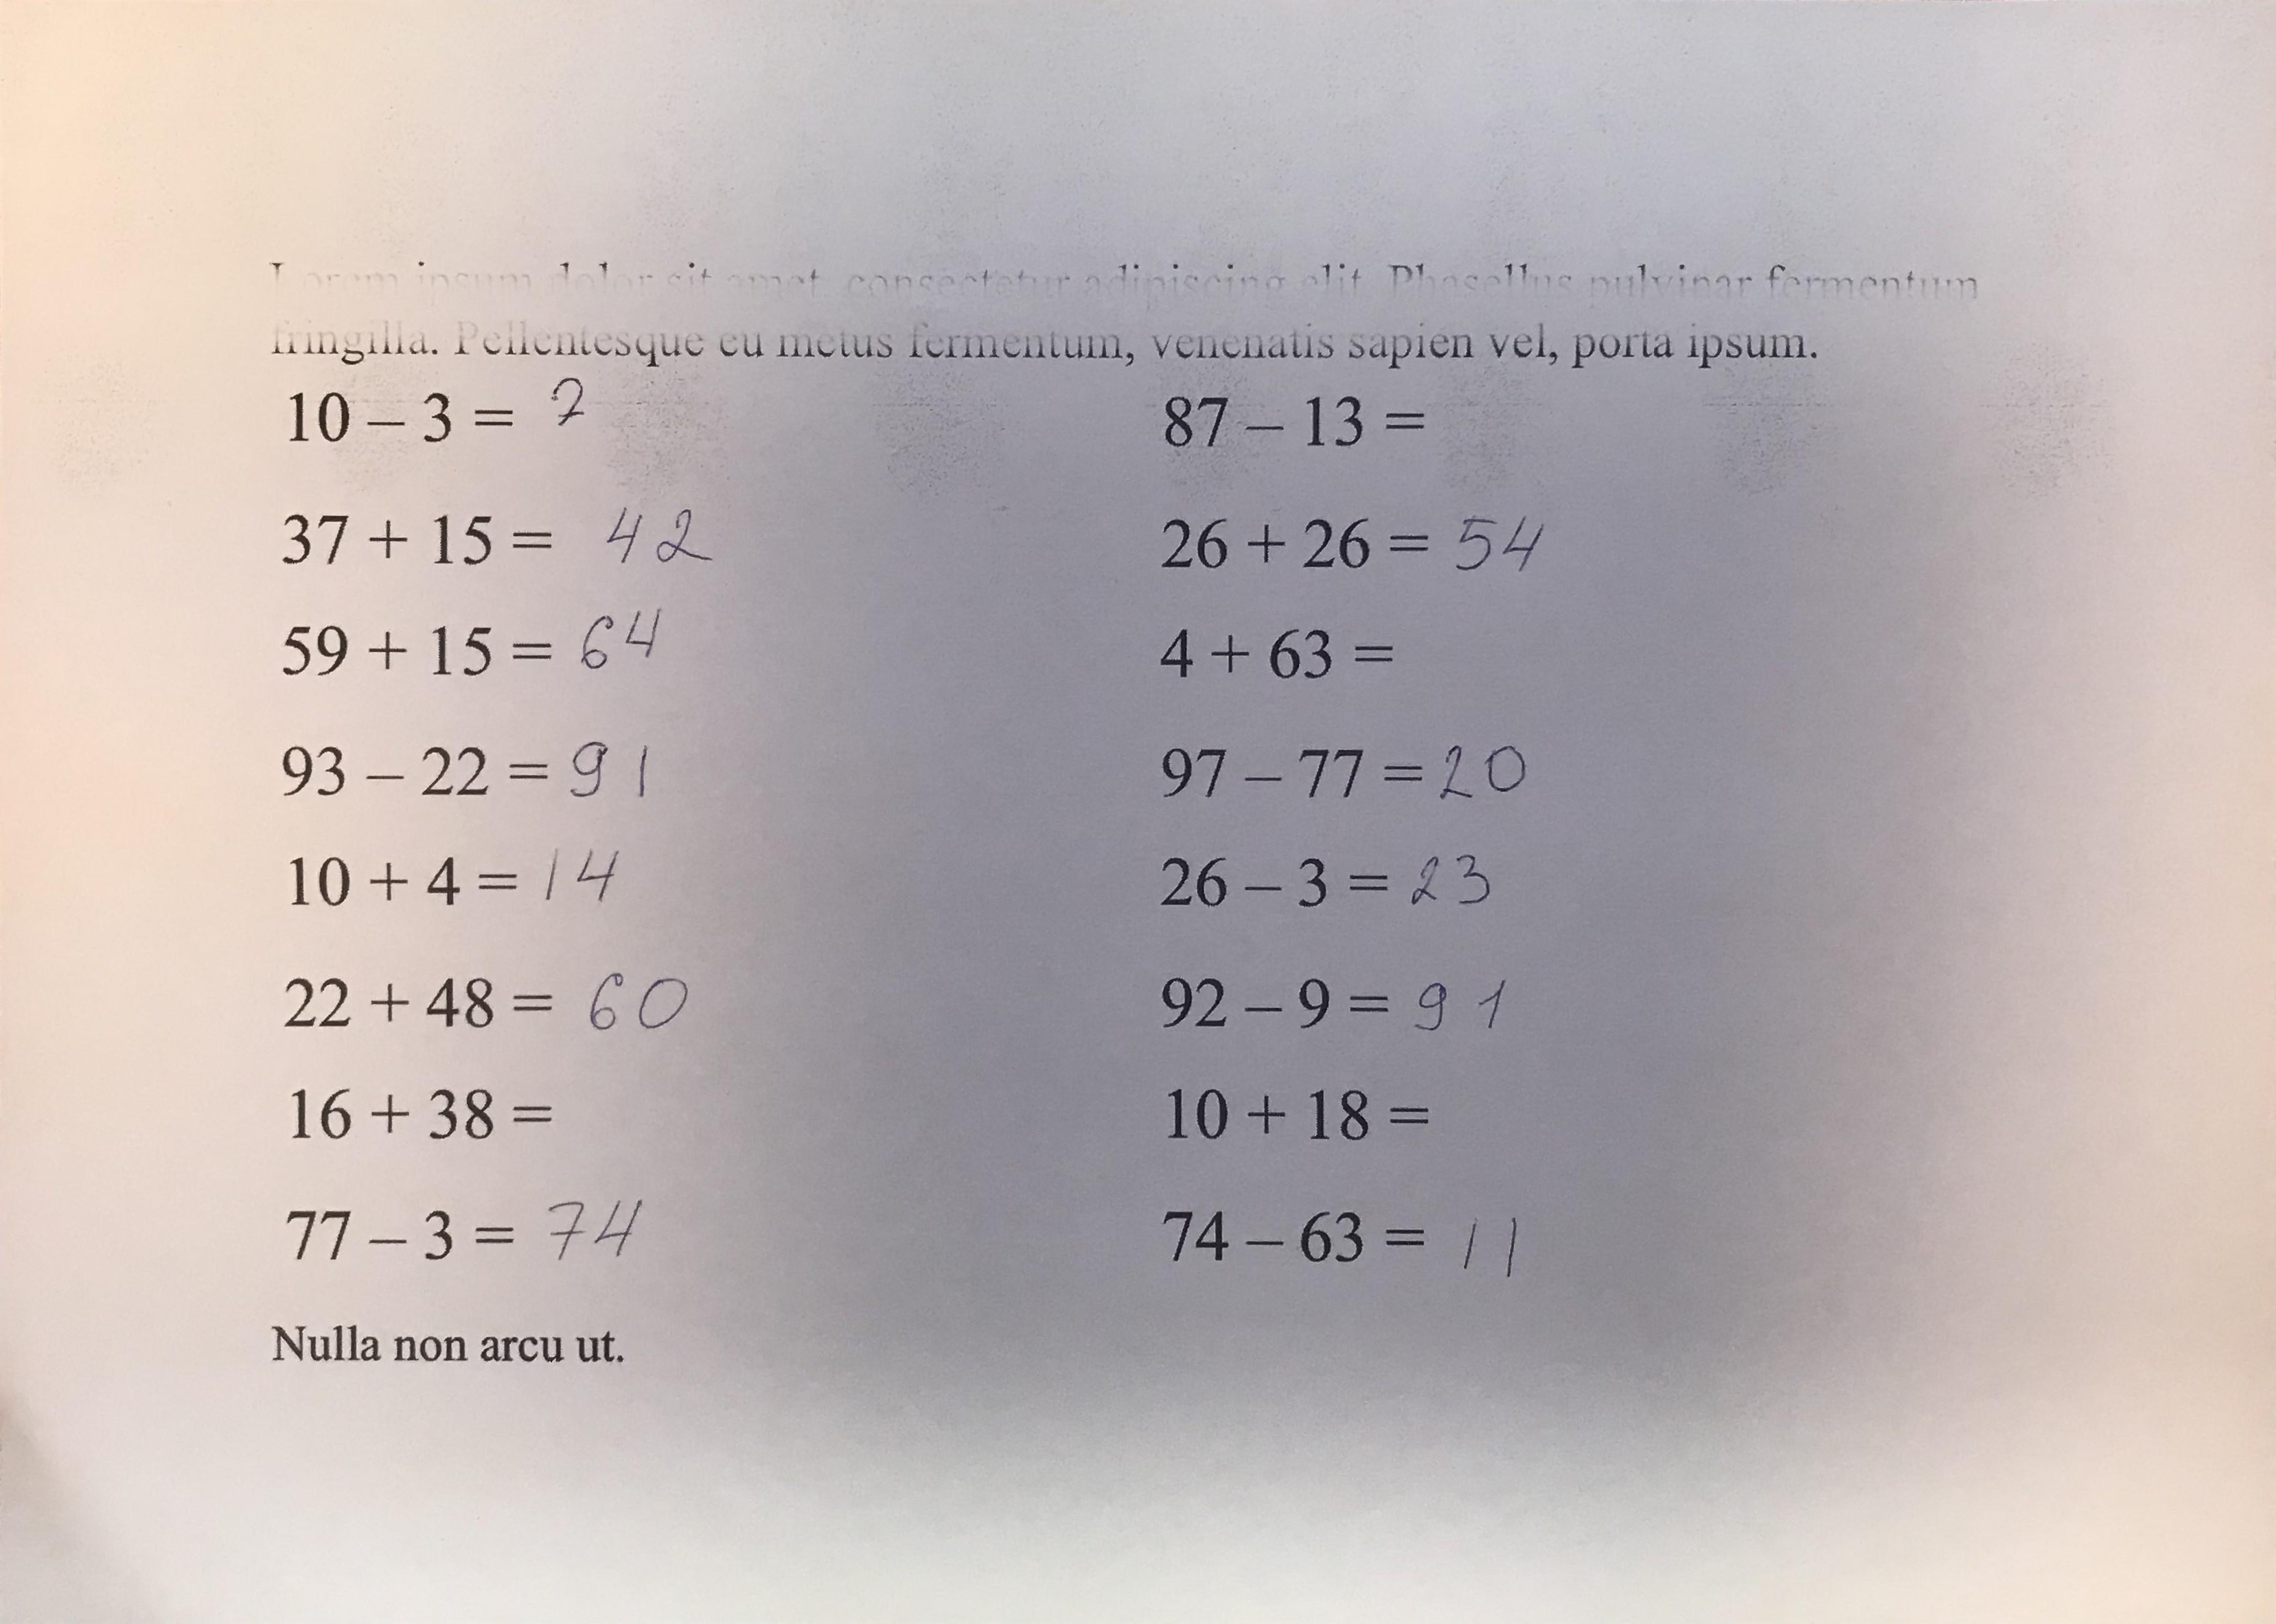 Lorem ipsum dolor sit amet, consectetur adipiscing elit. Phasellus pulvinar fermentum
fringilla. Pellentesque eu metus fermentum, venenatis sapien vel, porta ipsum.
10 – 3 = 7
87 – 13 =
37 + 15 = 42
26 + 26 = 54
59 + 15 = 64
4 + 63 =
93 – 22 = 91
97 – 77 = 20
10 + 4 = 14
26 – 3 = 23
22 + 48 = 60
92 – 9 = 91
16 + 38 =
10 + 18 =
77 – 3 = 74
74 – 63 = 11
Nulla non arcu ut.